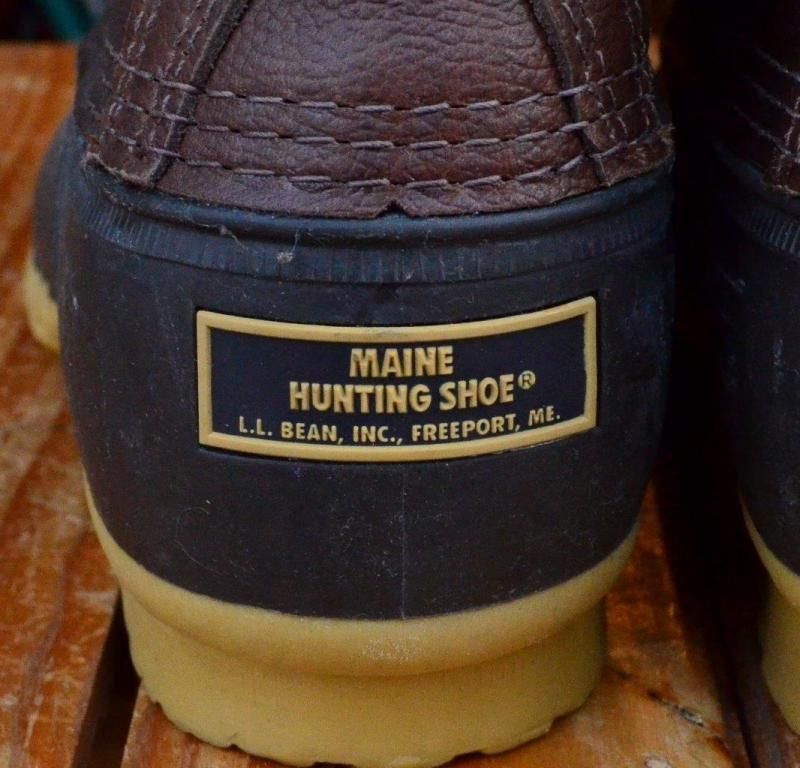 MAINE
HUNTING SHOE®
L.L. BEAN, INC., FREEPORT, ME.